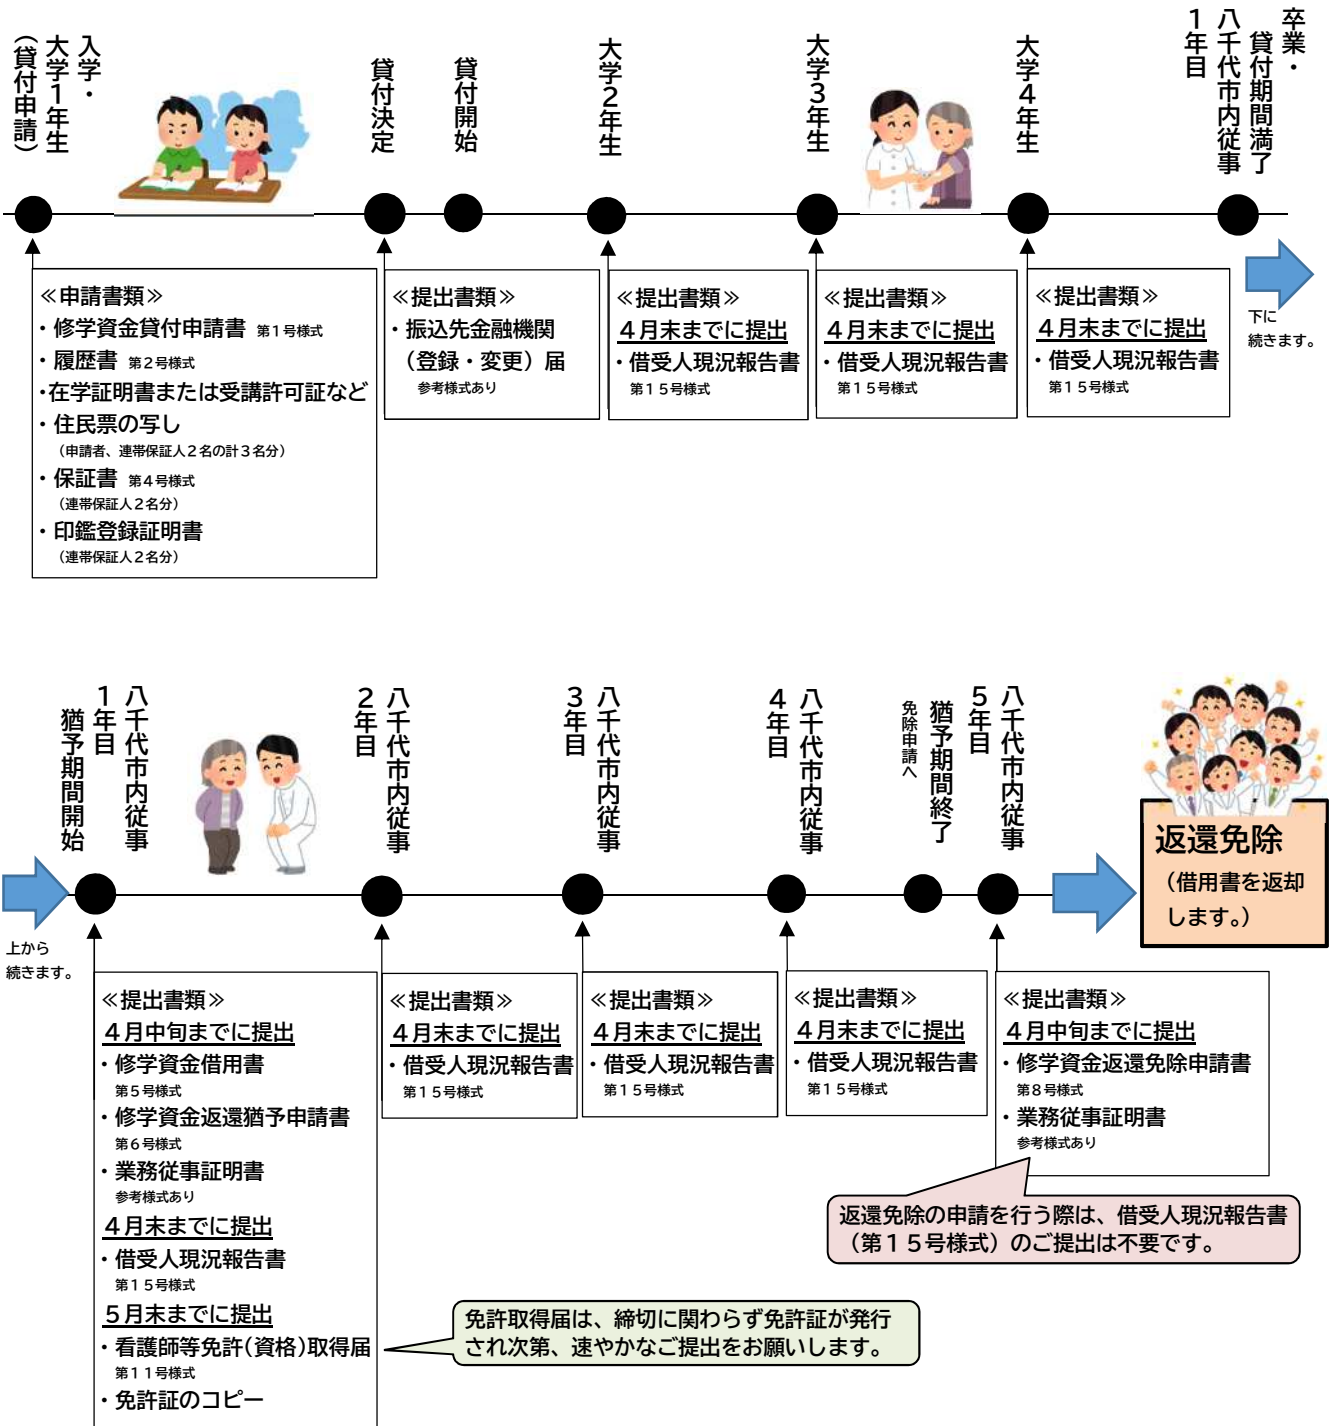 入学・
大学1年生
(貸付申請)
貸付決定
貸付開始
大学2年生
大学3年生
大学4年生
卒業・
貸付期間満了
八千代市内従事
1年目
≪申請書類≫
・修学資金貸付申請書 第1号様式
・履歴書 第2号様式
・在学証明書または受講許可証など
・住民票の写し
(申請者、連帯保証人2名の計3名分)
・保証書 第4号様式
(連帯保証人2名分)
・印鑑登録証明書
(連帯保証人2名分)
≪提出書類≫
・振込先金融機関
(登録・変更)届
参考様式あり
≪提出書類≫
4月末までに提出
・借受人現況報告書
第15号様式
≪提出書類≫
4月末までに提出
・借受人現況報告書
第15号様式
≪提出書類≫
4月末までに提出
・借受人現況報告書
第15号様式
下に
続きます。
八千代市内従事
1年目
猶予期間開始
八千代市内従事
2年目
八千代市内従事
3年目
八千代市内従事
4年目
猶予期間終了
免除申請へ
八千代市内従事
5年目
返還免除
(借用書を返却
します。)
上から
続きます。
≪提出書類≫
4月中旬までに提出
・修学資金借用書
第5号様式
・修学資金返還猶予申請書
第6号様式
・業務従事証明書
参考様式あり
4月末までに提出
・借受人現況報告書
第15号様式
5月末までに提出
・看護師等免許(資格)取得届
第11号様式
・免許証のコピー
≪提出書類≫
4月末までに提出
・借受人現況報告書
第15号様式
≪提出書類≫
4月末までに提出
・借受人現況報告書
第15号様式
≪提出書類≫
4月末までに提出
・借受人現況報告書
第15号様式
≪提出書類≫
4月中旬までに提出
・修学資金返還免除申請書
第8号様式
・業務従事証明書
参考様式あり
返還免除の申請を行う際は、借受人現況報告書
(第15号様式)のご提出は不要です。
免許取得届は、締切に関わらず免許証が発行
され次第、速やかなご提出をお願いします。